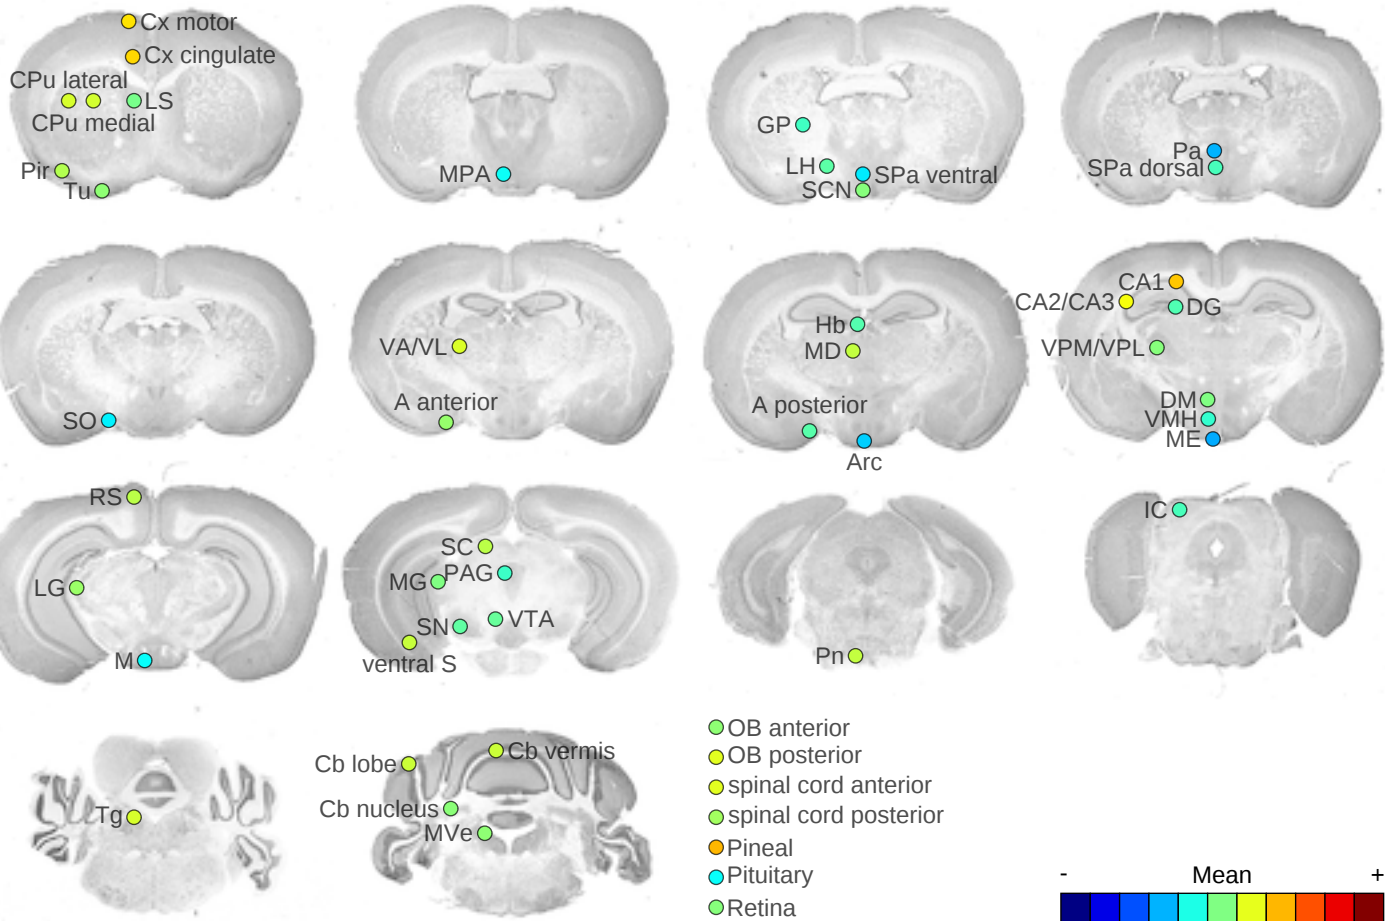 Cx motor
Cx cingulate
CPu lateral
LS
CPu medial
Pir
Tu
MPA
GP
LH
SPa ventral
SCN
Pa
SPa dorsal
SO
VA/VL
A anterior
Hb
MD
A posterior
Arc
CA1
CA2/CA3
DG
VPM/VPL
DM
VMH
ME
RS
LG
M
SC
PAG
MG
SN
VTA
ventral S
Pn
IC
Tg
Cb vermis
Cb lobe
Cb nucleus
MVe
OB anterior
OB posterior
spinal cord anterior
spinal cord posterior
Pineal
Pituitary
Retina
- Mean +